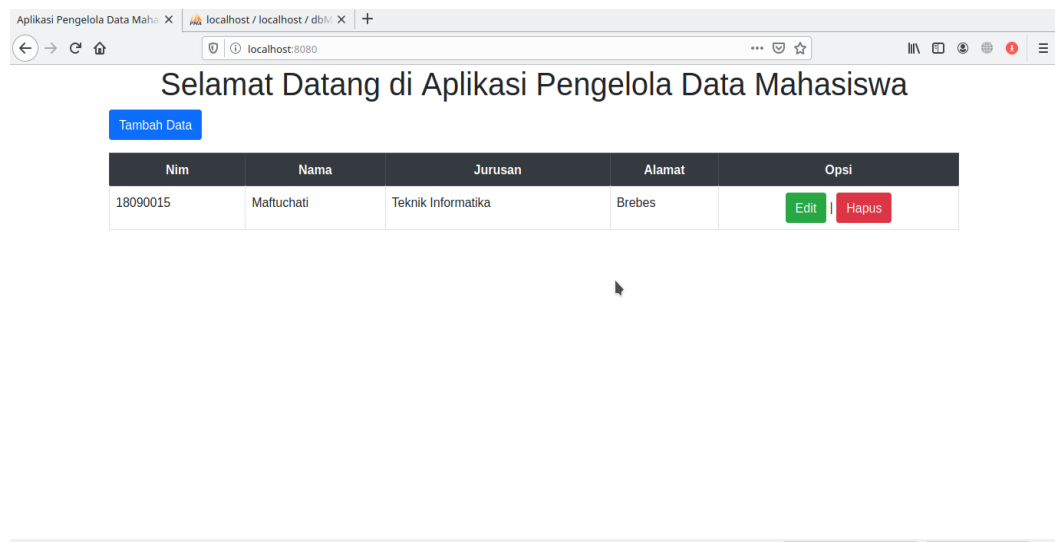 Aplikasi Pengelola Data Maha
localhost / localhost / dbM
localhost:8080
Selamat Datang di Aplikasi Pengelola Data Mahasiswa
Tambah Data
Nim Nama Jurusan Alamat Opsi
18090015 Maftuchati Teknik Informatika Brebes Edit | Hapus